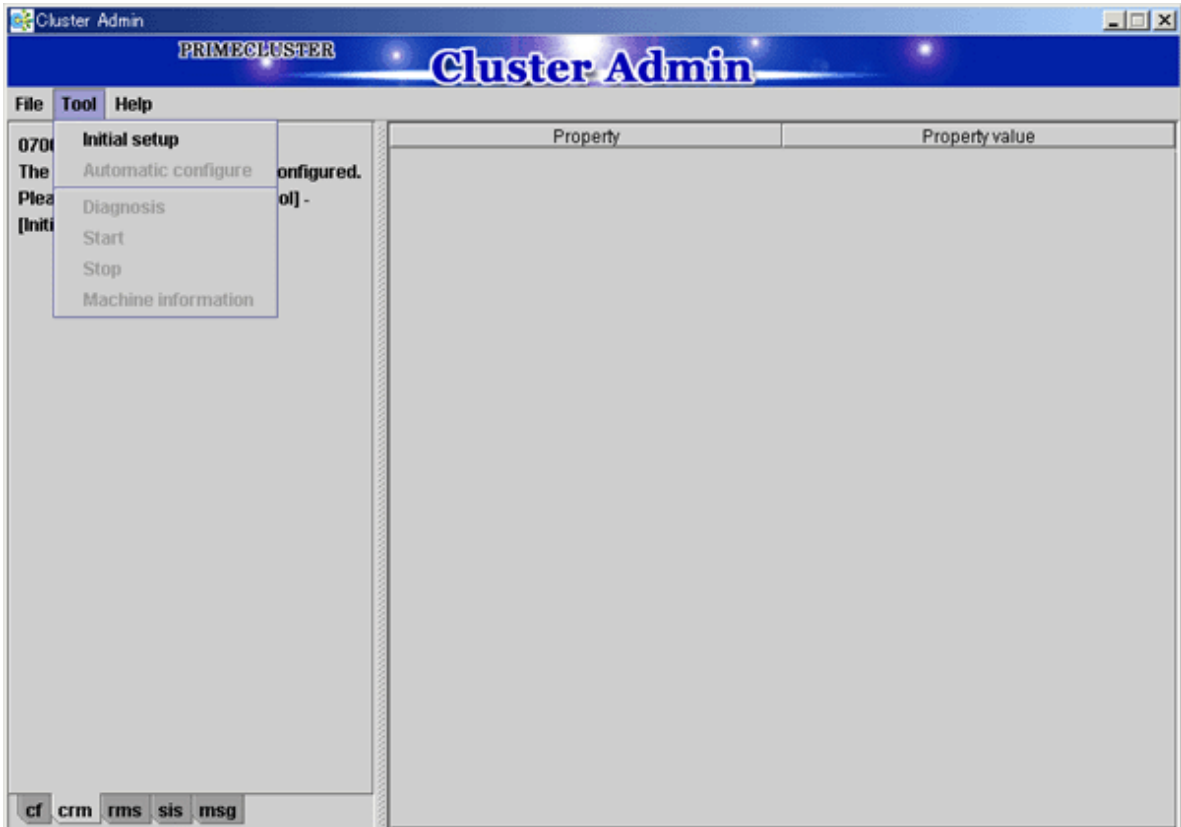 Cluster Admin
PRIMECLUSTER
Cluster Admin
File Tool Help
Initial setup
Automatic configure
Diagnosis
Start
Stop
Machine information
The onfigured.
ol] -
Property Property value
cf crm rms sis msg